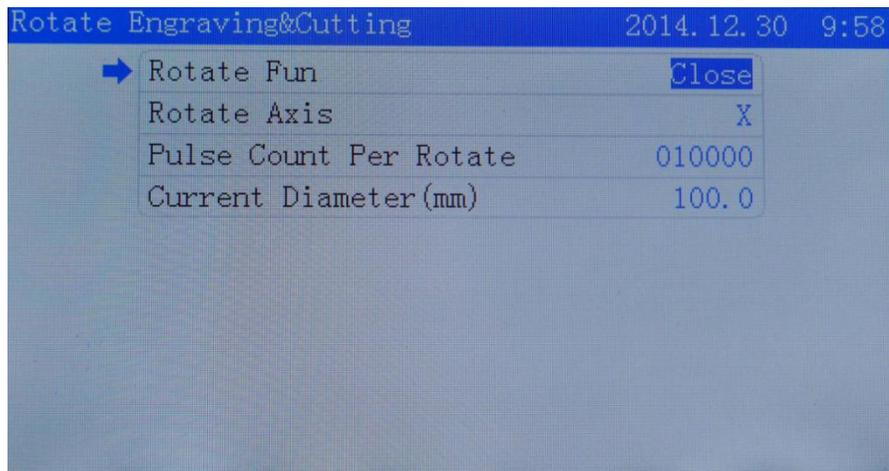 Rotate Engraving&Cutting 2014.12.30 9:58
Rotate Fun Close
Rotate Axis X
Pulse Count Per Rotate 010000
Current Diameter(mm) 100.0